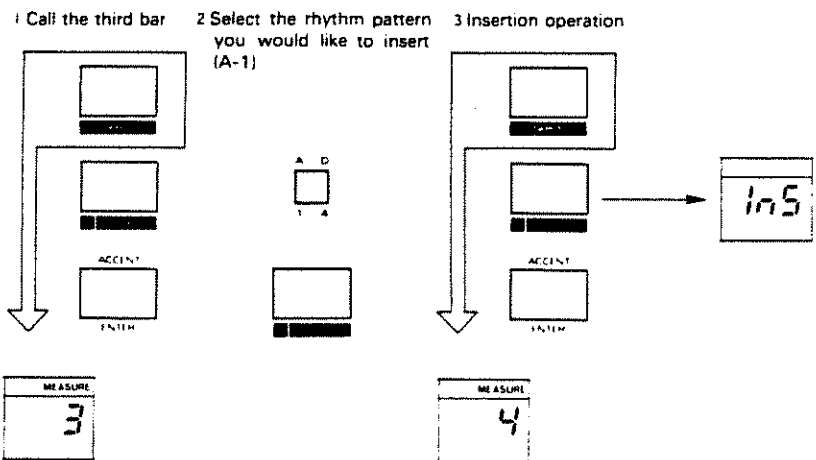 1 Call the third bar
2 Select the rhythm pattern
you would like to insert
(A-1)
3 Insertion operation
A D
1 4
InS
ACCENT
ENTER
ACCENT
ENTER
MEASURE
3
MEASURE
4